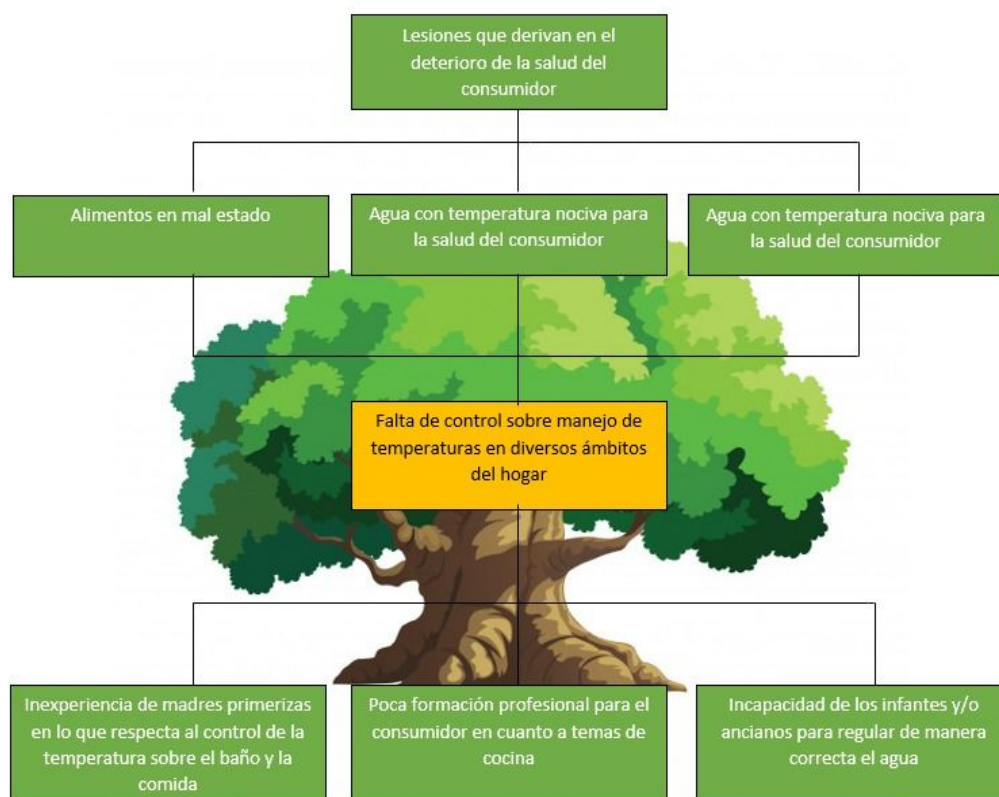 Lesiones que derivan en el
deterioro de la salud del
consumidor
Alimentos en mal estado
Agua con temperatura nociva para
la salud del consumidor
Agua con temperatura nociva para
la salud del consumidor
Falta de control sobre manejo de
temperaturas en diversos ámbitos
del hogar
Inexperiencia de madres primerizas
en lo que respecta al control de la
temperatura sobre el baño y la
comida
Poca formación profesional para el
consumidor en cuanto a temas de
cocina
Incapacidad de los infantes y/o
ancianos para regular de manera
correcta el agua